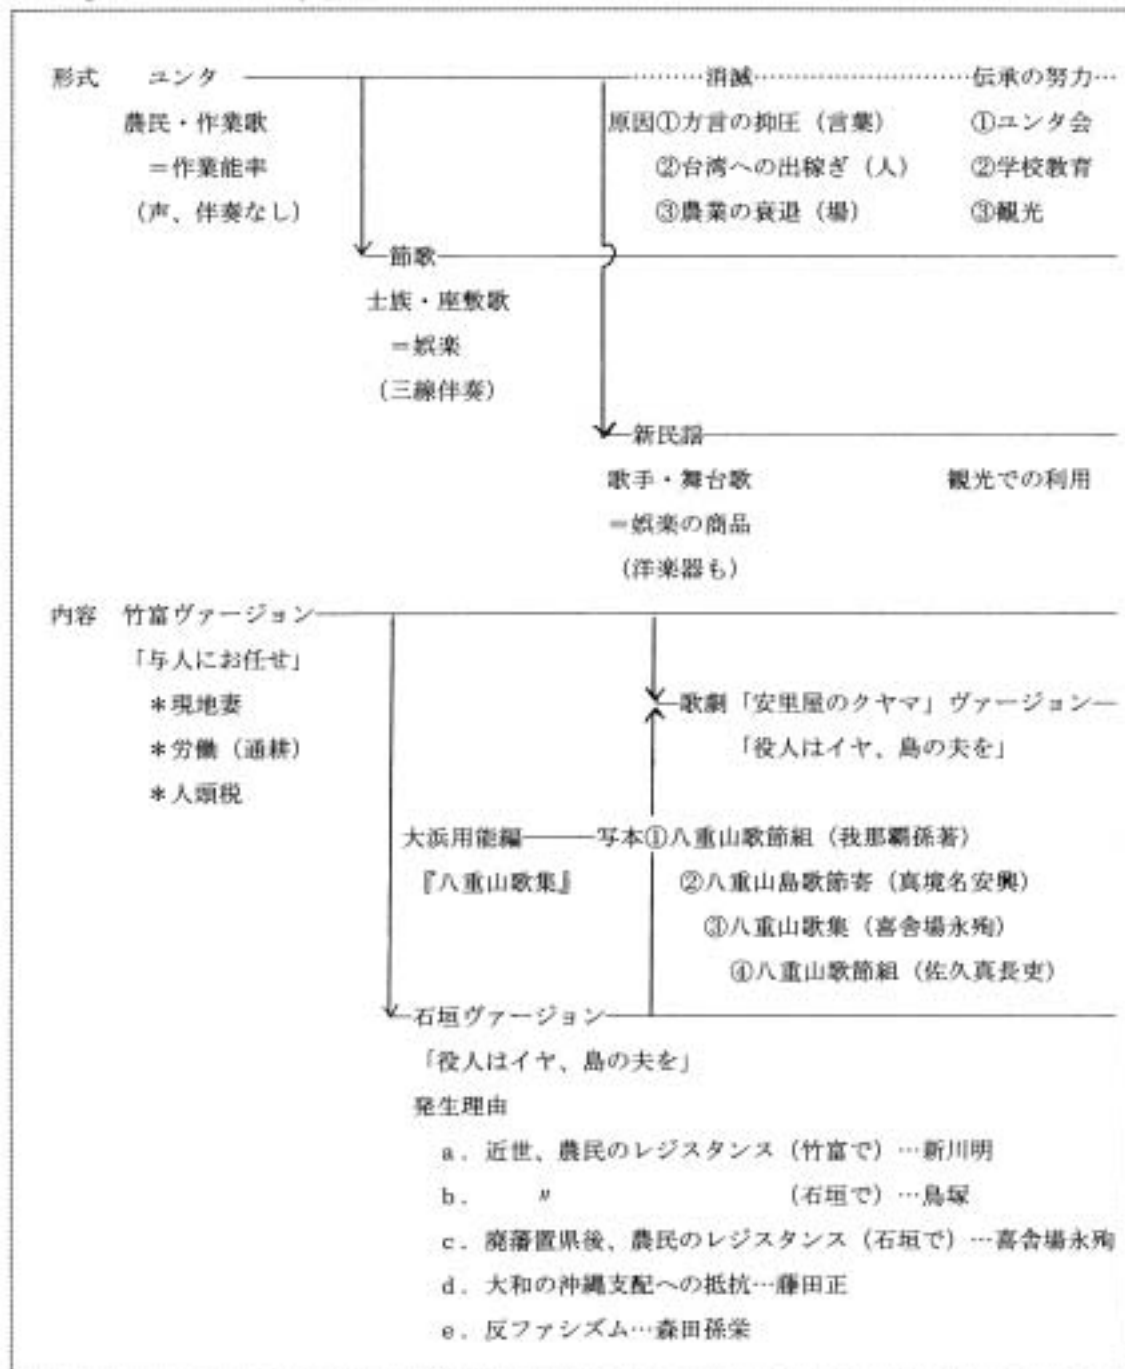 形式 ユンタ ………消滅……………………伝承の努力…
農民・作業歌 原因①方言の抑圧（言葉） ①ユンタ会
＝作業能率 ②台湾への出稼ぎ（人） ②学校教育
（声、伴奏なし） ③農業の衰退（場） ③観光
節歌
士族・座敷歌
＝娯楽
（三線伴奏）
新民謡
歌手・舞台歌 観光での利用
＝娯楽の商品
（洋楽器も）
内容 竹富ヴァージョン
「与人にお任せ」
＊現地妻 歌劇「安里屋のクヤマ」ヴァージョン
＊労働（通耕） 「役人はイヤ、島の夫を」
＊人頭税
大浜用能編 写本①八重山歌節組（我那覇孫著）
『八重山歌集』 ②八重山島歌節寄（真境名安興）
③八重山歌集（喜舎場永珣）
④八重山歌節組（佐久真長吏）
石垣ヴァージョン
「役人はイヤ、島の夫を」
発生理由
a．近世、農民のレジスタンス（竹富で）…新川明
b． 〃 （石垣で）…鳥塚
c．廃藩置県後、農民のレジスタンス（石垣で）…喜舎場永珣
d．大和の沖縄支配への抵抗…藤田正
e．反ファシズム…森田孫栄